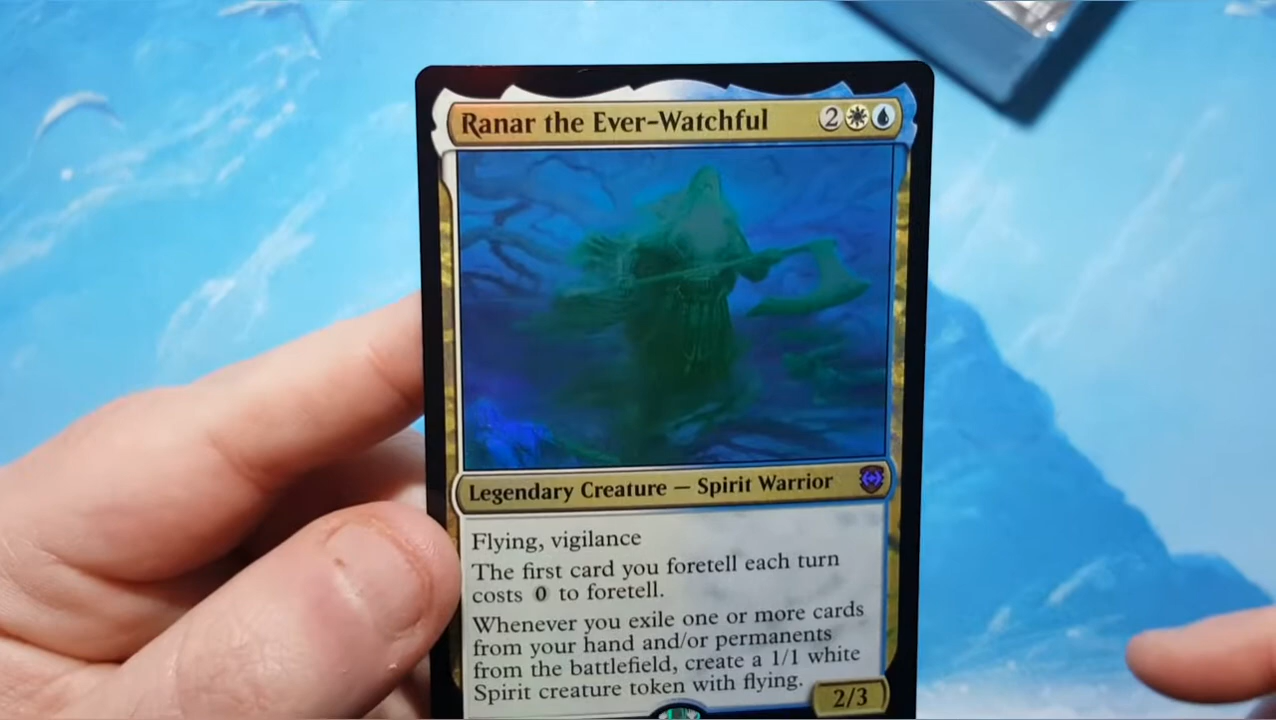 Ranar the Ever-Watchful 2
Legendary Creature — Spirit Warrior
Flying, vigilance
The first card you foretell each turn
costs 0 to foretell.
Whenever you exile one or more cards
from your hand and/or permanents
from the battlefield, create a 1/1 white
Spirit creature token with flying.
2/3